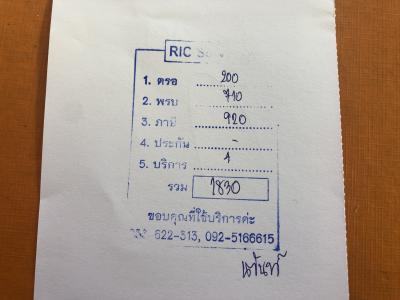 RIC
1. ตรอ 200
2. พรบ 710
3. ภาษี 920
4. ประกัน -
5. บริการ 1
รวม 1830
ขอบคุณที่ใช้บริการค่ะ
622-513, 092-5166615